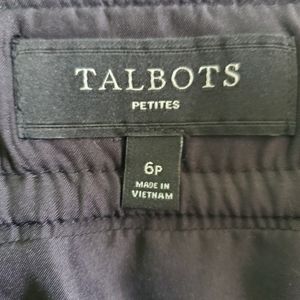 TALBOTS
PETITES
6P
MADE IN
VIETNAM